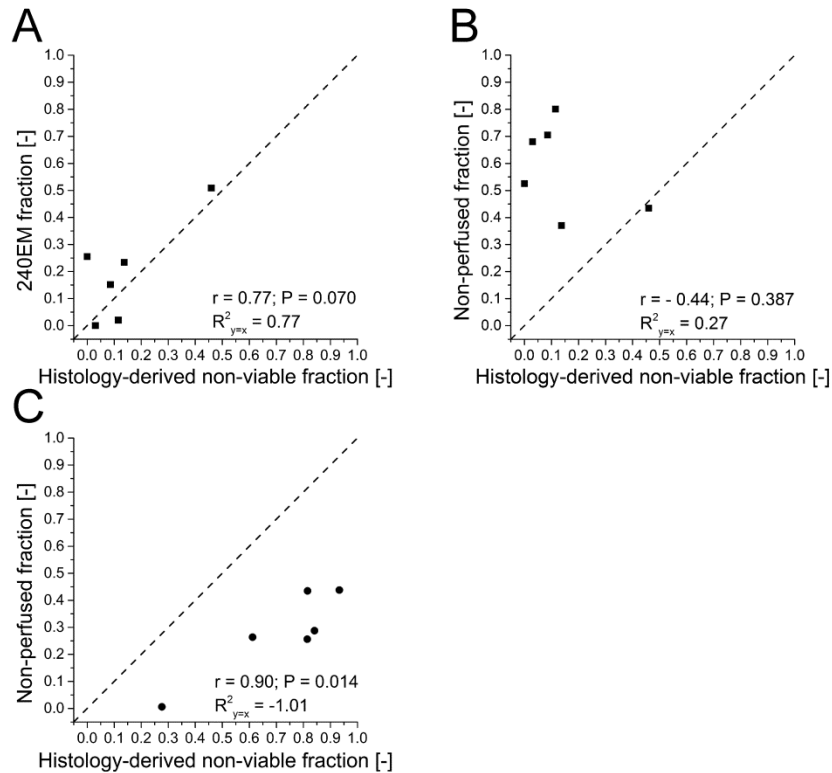 A
1.0
0.9
0.8
0.7
0.6
0.5
0.4
0.3
0.2
0.1
0.0
240EM fraction [-]
r = 0.77; P = 0.070
R²y=x = 0.77
0.0 0.1 0.2 0.3 0.4 0.5 0.6 0.7 0.8 0.9 1.0
Histology-derived non-viable fraction [-]
B
1.0
0.9
0.8
0.7
0.6
0.5
0.4
0.3
0.2
0.1
0.0
Non-perfused fraction [-]
r = - 0.44; P = 0.387
R²y=x = 0.27
0.0 0.1 0.2 0.3 0.4 0.5 0.6 0.7 0.8 0.9 1.0
Histology-derived non-viable fraction [-]
C
1.0
0.9
0.8
0.7
0.6
0.5
0.4
0.3
0.2
0.1
0.0
Non-perfused fraction [-]
r = 0.90; P = 0.014
R²y=x = -1.01
0.0 0.1 0.2 0.3 0.4 0.5 0.6 0.7 0.8 0.9 1.0
Histology-derived non-viable fraction [-]